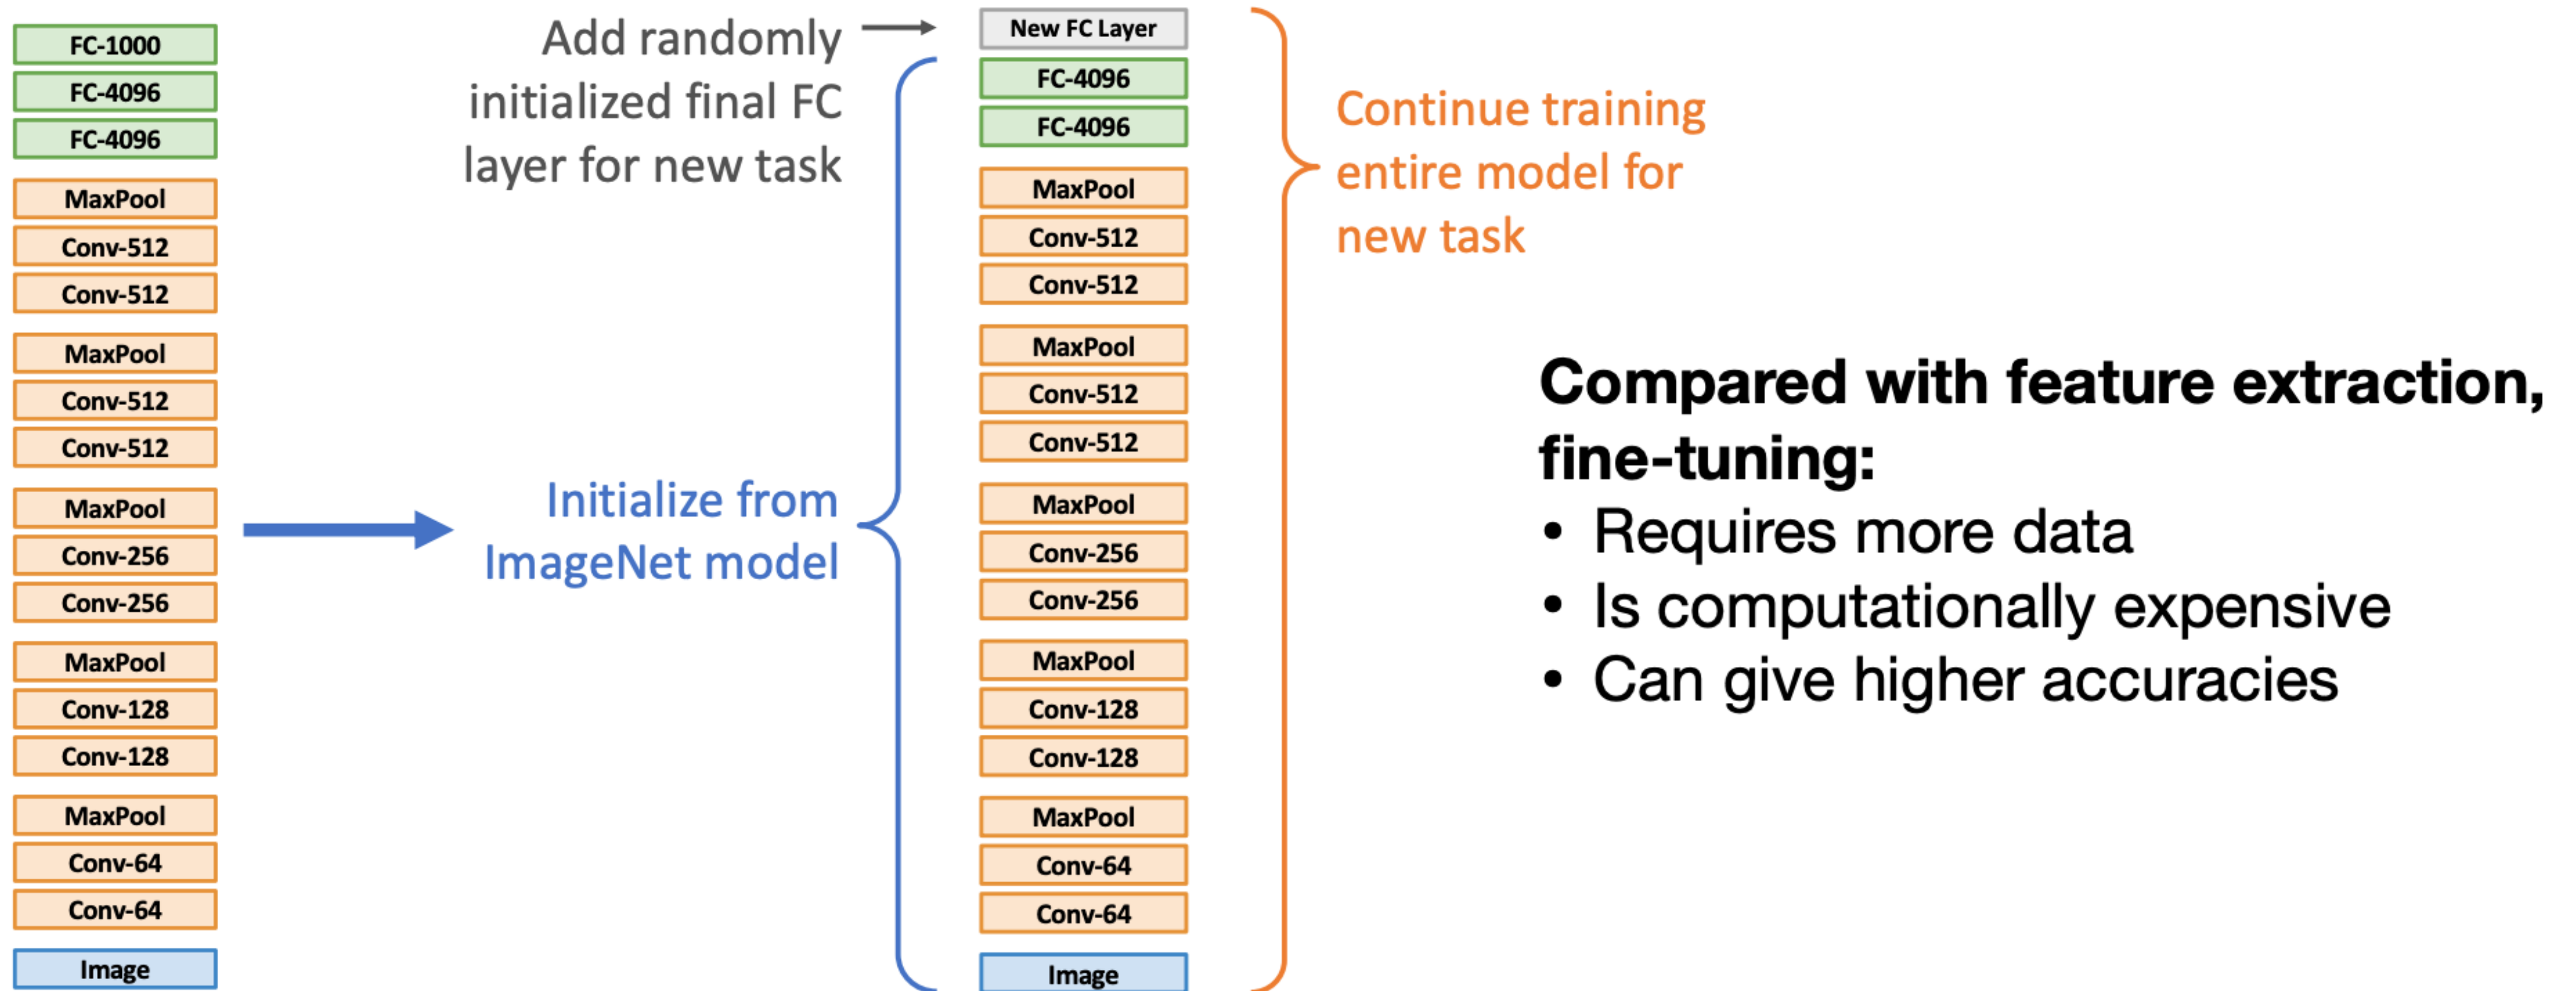 FC-1000
FC-4096
FC-4096
MaxPool
Conv-512
Conv-512
MaxPool
Conv-512
Conv-512
MaxPool
Conv-256
Conv-256
MaxPool
Conv-128
Conv-128
MaxPool
Conv-64
Conv-64
Image
Add randomly
initialized final FC
layer for new task
Initialize from
ImageNet model
New FC Layer
FC-4096
FC-4096
MaxPool
Conv-512
Conv-512
MaxPool
Conv-512
Conv-512
MaxPool
Conv-256
Conv-256
MaxPool
Conv-128
Conv-128
MaxPool
Conv-64
Conv-64
Image
Continue training
entire model for
new task
Compared with feature extraction,
fine-tuning:
• Requires more data
• Is computationally expensive
• Can give higher accuracies